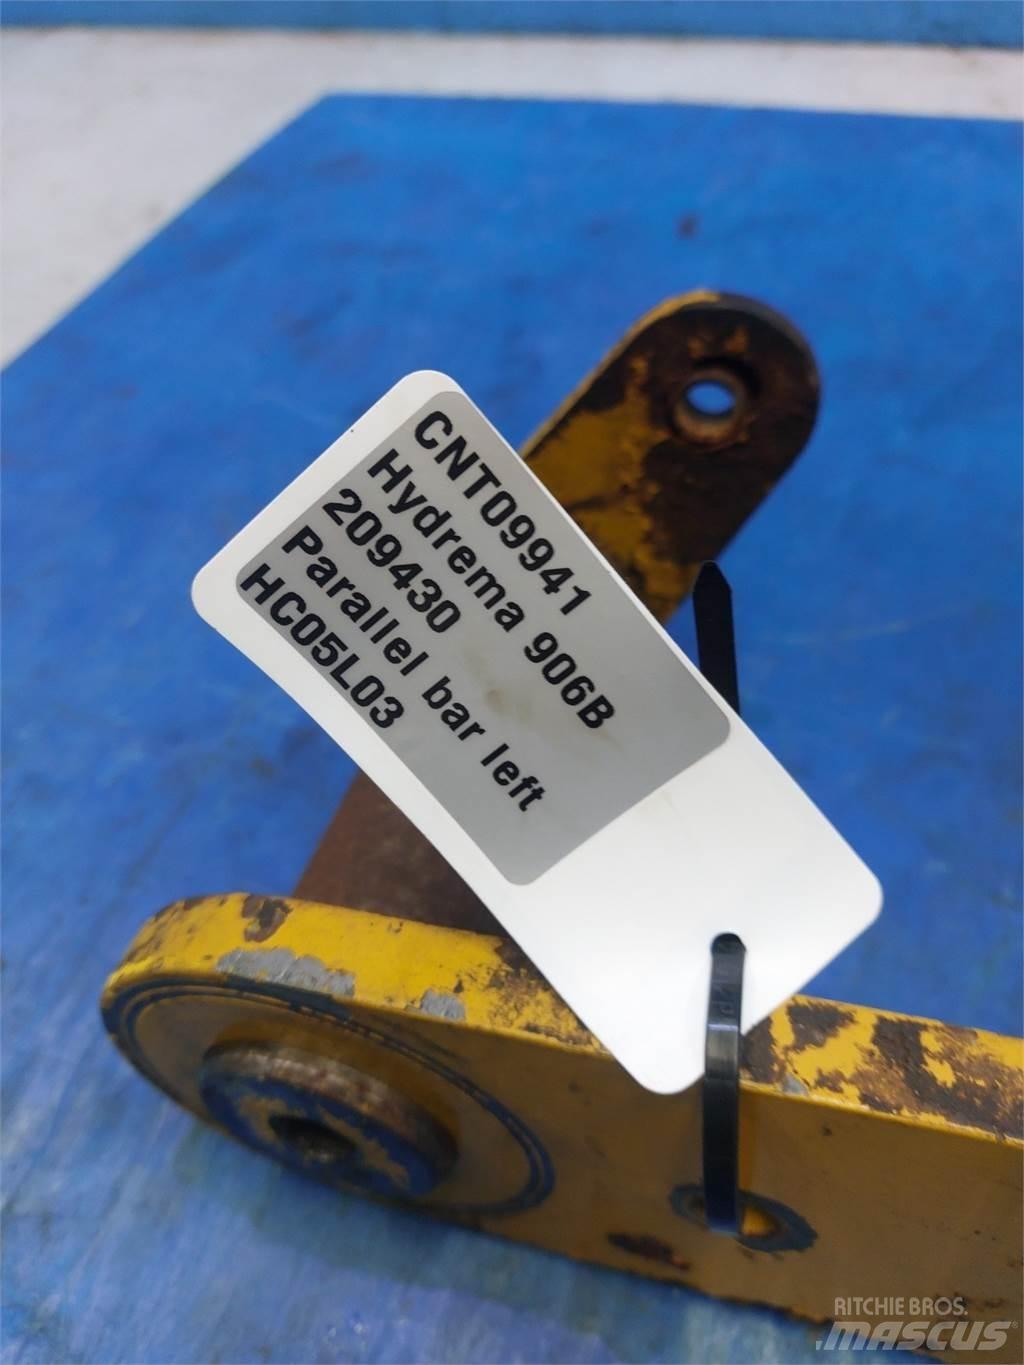 CNT09941
Hydrema 906B
209430
Parallel bar left
HC05L03
RITCHIE BROS.
MASCUS